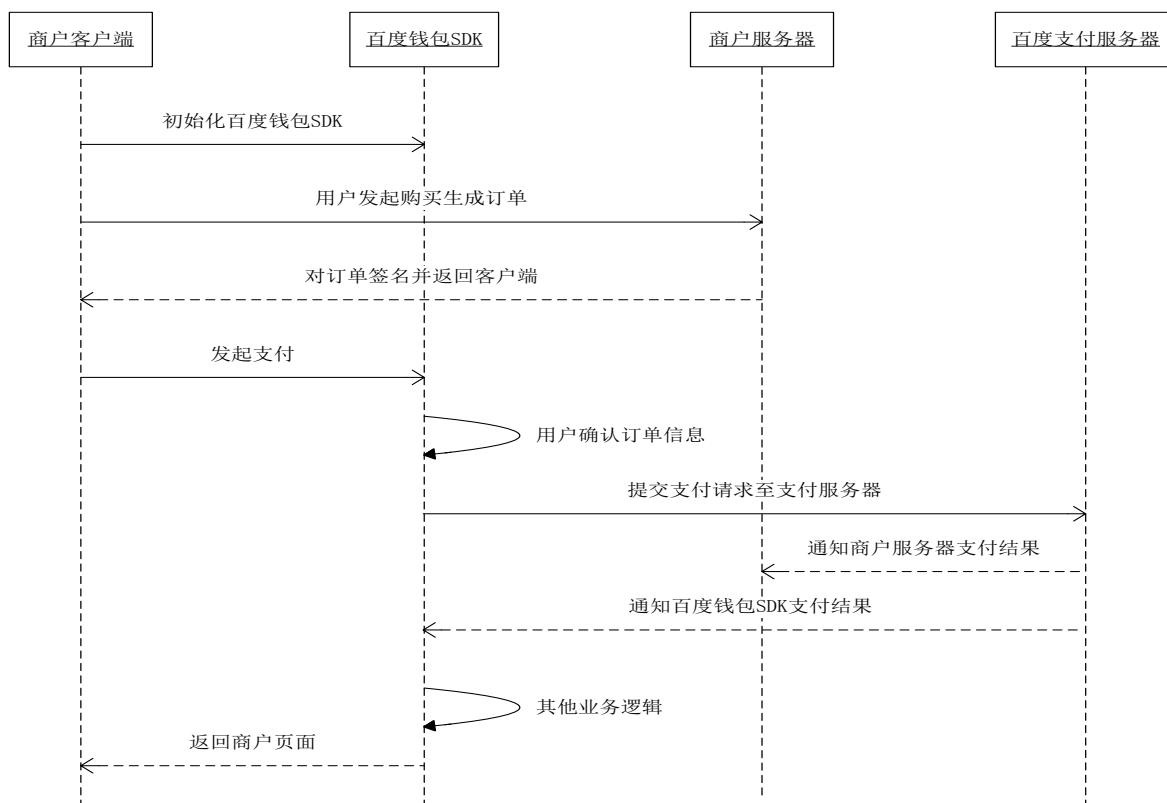 商户客户端
百度钱包SDK
商户服务器
百度支付服务器
初始化百度钱包SDK
用户发起购买生成订单
对订单签名并返回客户端
发起支付
用户确认订单信息
提交支付请求至支付服务器
通知商户服务器支付结果
通知百度钱包SDK支付结果
其他业务逻辑
返回商户页面